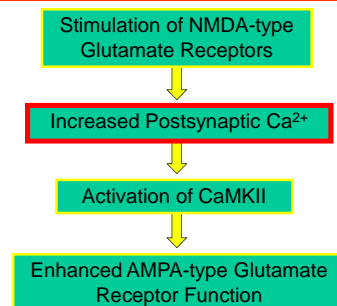 Stimulation of NMDA-type
Glutamate Receptors
Increased Postsynaptic Ca²⁺
Activation of CaMKII
Enhanced AMPA-type Glutamate
Receptor Function